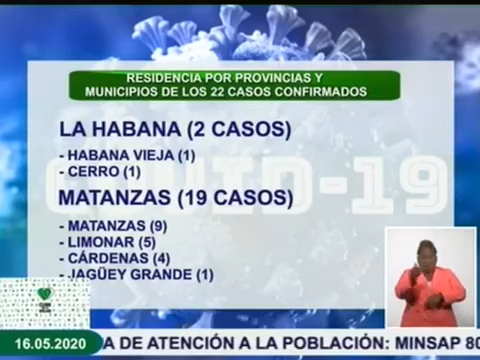 RESIDENCIA POR PROVINCIAS Y
MUNICIPIOS DE LOS 22 CASOS CONFIRMADOS
LA HABANA (2 CASOS)
- HABANA VIEJA (1)
- CERRO (1)
COVID-19
MATANZAS (19 CASOS)
- MATANZAS (9)
- LIMONAR (5)
- CÁRDENAS (4)
- JAGÜEY GRANDE (1)
16.05.2020
A DE ATENCIÓN A LA POBLACIÓN: MINSAP 80